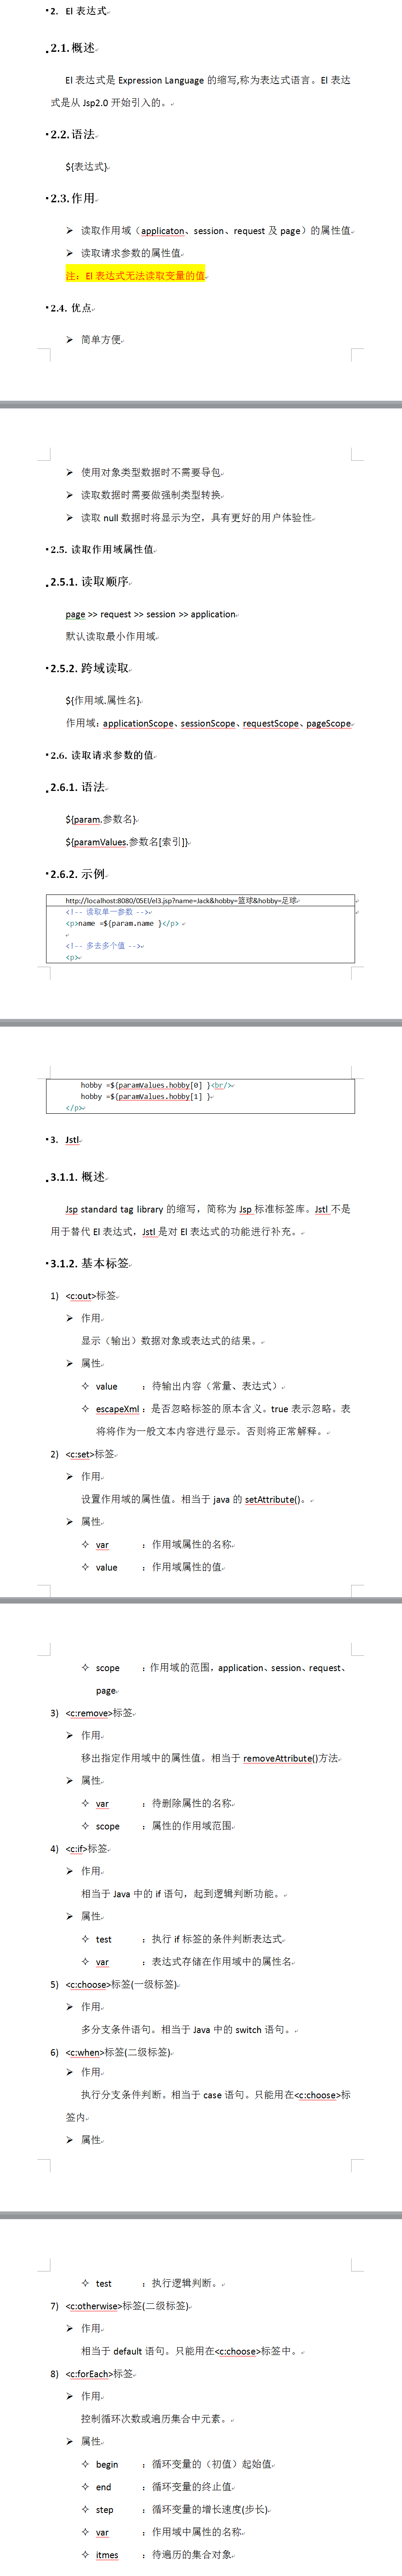 2. El 表达式
2.1. 概述
El 表达式是 Expression Language 的缩写,称为表达式语言。El 表达
式是从 Jsp2.0 开始引入的。
2.2. 语法
${表达式}
2.3. 作用
➢ 读取作用域（applicaton、session、request 及 page）的属性值
➢ 读取请求参数的属性值
注：El 表达式无法读取变量的值
2.4. 优点
➢ 简单方便
➢ 使用对象类型数据时不需要导包
➢ 读取数据时需要做强制类型转换
➢ 读取 null 数据时将显示为空，具有更好的用户体验性
2.5. 读取作用域属性值
2.5.1. 读取顺序
page >> request >> session >> application
默认读取最小作用域
2.5.2. 跨域读取
${作用域.属性名}
作用域：applicationScope、sessionScope、requestScope、pageScope
2.6. 读取请求参数的值
2.6.1. 语法
${param.参数名}
${paramValues.参数名[索引]}
2.6.2. 示例
http://localhost:8080/05El/el3.jsp?name=Jack&hobby=篮球&hobby=足球
<!-- 读取单一参数 -->
<p>name =${param.name }</p>
<!-- 多去多个值 -->
<p>
hobby =${paramValues.hobby[0] }<br/>
hobby =${paramValues.hobby[1] }
</p>
3. Jstl
3.1.1. 概述
Jsp standard tag library 的缩写，简称为 Jsp 标准标签库。Jstl 不是
用于替代 El 表达式，Jstl 是对 El 表达式的功能进行补充。
3.1.2. 基本标签
1) <c:out>标签
➢ 作用
显示（输出）数据对象或表达式的结果。
➢ 属性
✧ value ：待输出内容（常量、表达式）
✧ escapeXml：是否忽略标签的原本含义。true 表示忽略。表
将将作为一般文本内容进行显示。否则将正常解释。
2) <c:set>标签
➢ 作用
设置作用域的属性值。相当于 java 的 setAttribute()。
➢ 属性
✧ var ：作用域属性的名称
✧ value ：作用域属性的值
✧ scope ：作用域的范围，application、session、request、
page
3) <c:remove>标签
➢ 作用
移出指定作用域中的属性值。相当于 removeAttribute()方法
➢ 属性
✧ var ：待删除属性的名称
✧ scope ：属性的作用域范围
4) <c:if>标签
➢ 作用
相当于 Java 中的 if 语句，起到逻辑判断功能。
➢ 属性
✧ test ：执行 if 标签的条件判断表达式
✧ var ：表达式存储在作用域中的属性名
5) <c:choose>标签(一级标签)
➢ 作用
多分支条件语句。相当于 Java 中的 switch 语句。
6) <c:when>标签(二级标签)
➢ 作用
执行分支条件判断。相当于 case 语句。只能用在<c:choose>标
签内
➢ 属性
✧ test ：执行逻辑判断。
7) <c:otherwise>标签(二级标签)
➢ 作用
相当于 default 语句。只能用在<c:choose>标签中。
8) <c:forEach>标签
➢ 作用
控制循环次数或遍历集合中元素。
➢ 属性
✧ begin ：循环变量的（初值）起始值
✧ end ：循环变量的终止值
✧ step ：循环变量的增长速度(步长)
✧ var ：作用域中属性的名称
✧ itmes ：待遍历的集合对象